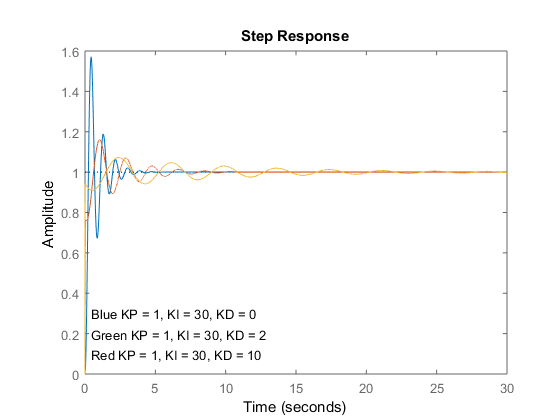 Step Response
1.6
1.4
1.2
1
0.8
0.6
0.4
0.2
0
Amplitude
Blue KP = 1, KI = 30, KD = 0
Green KP = 1, KI = 30, KD = 2
Red KP = 1, KI = 30, KD = 10
0 5 10 15 20 25 30
Time (seconds)